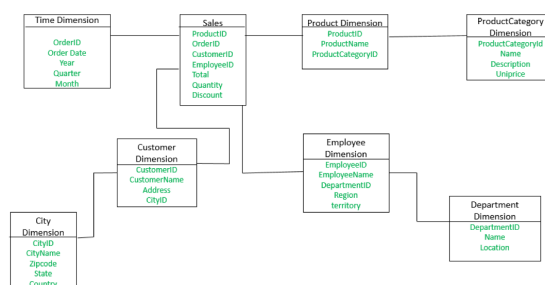 Time Dimension
OrderID
Order Date
Year
Quarter
Month
Sales
ProductID
OrderID
CustomerID
EmployeeID
Total
Quantity
Discount
Product Dimension
ProductID
ProductName
ProductCategoryID
ProductCategory
Dimension
ProductCategoryId
Name
Description
Uniprice
Customer
Dimension
CustomerID
CustomerName
Address
CityID
Employee
Dimension
EmployeeID
EmployeeName
DepartmentID
Region
territory
City
Dimension
CityID
CityName
Zipcode
State
Country
Department
Dimension
DepartmentID
Name
Location